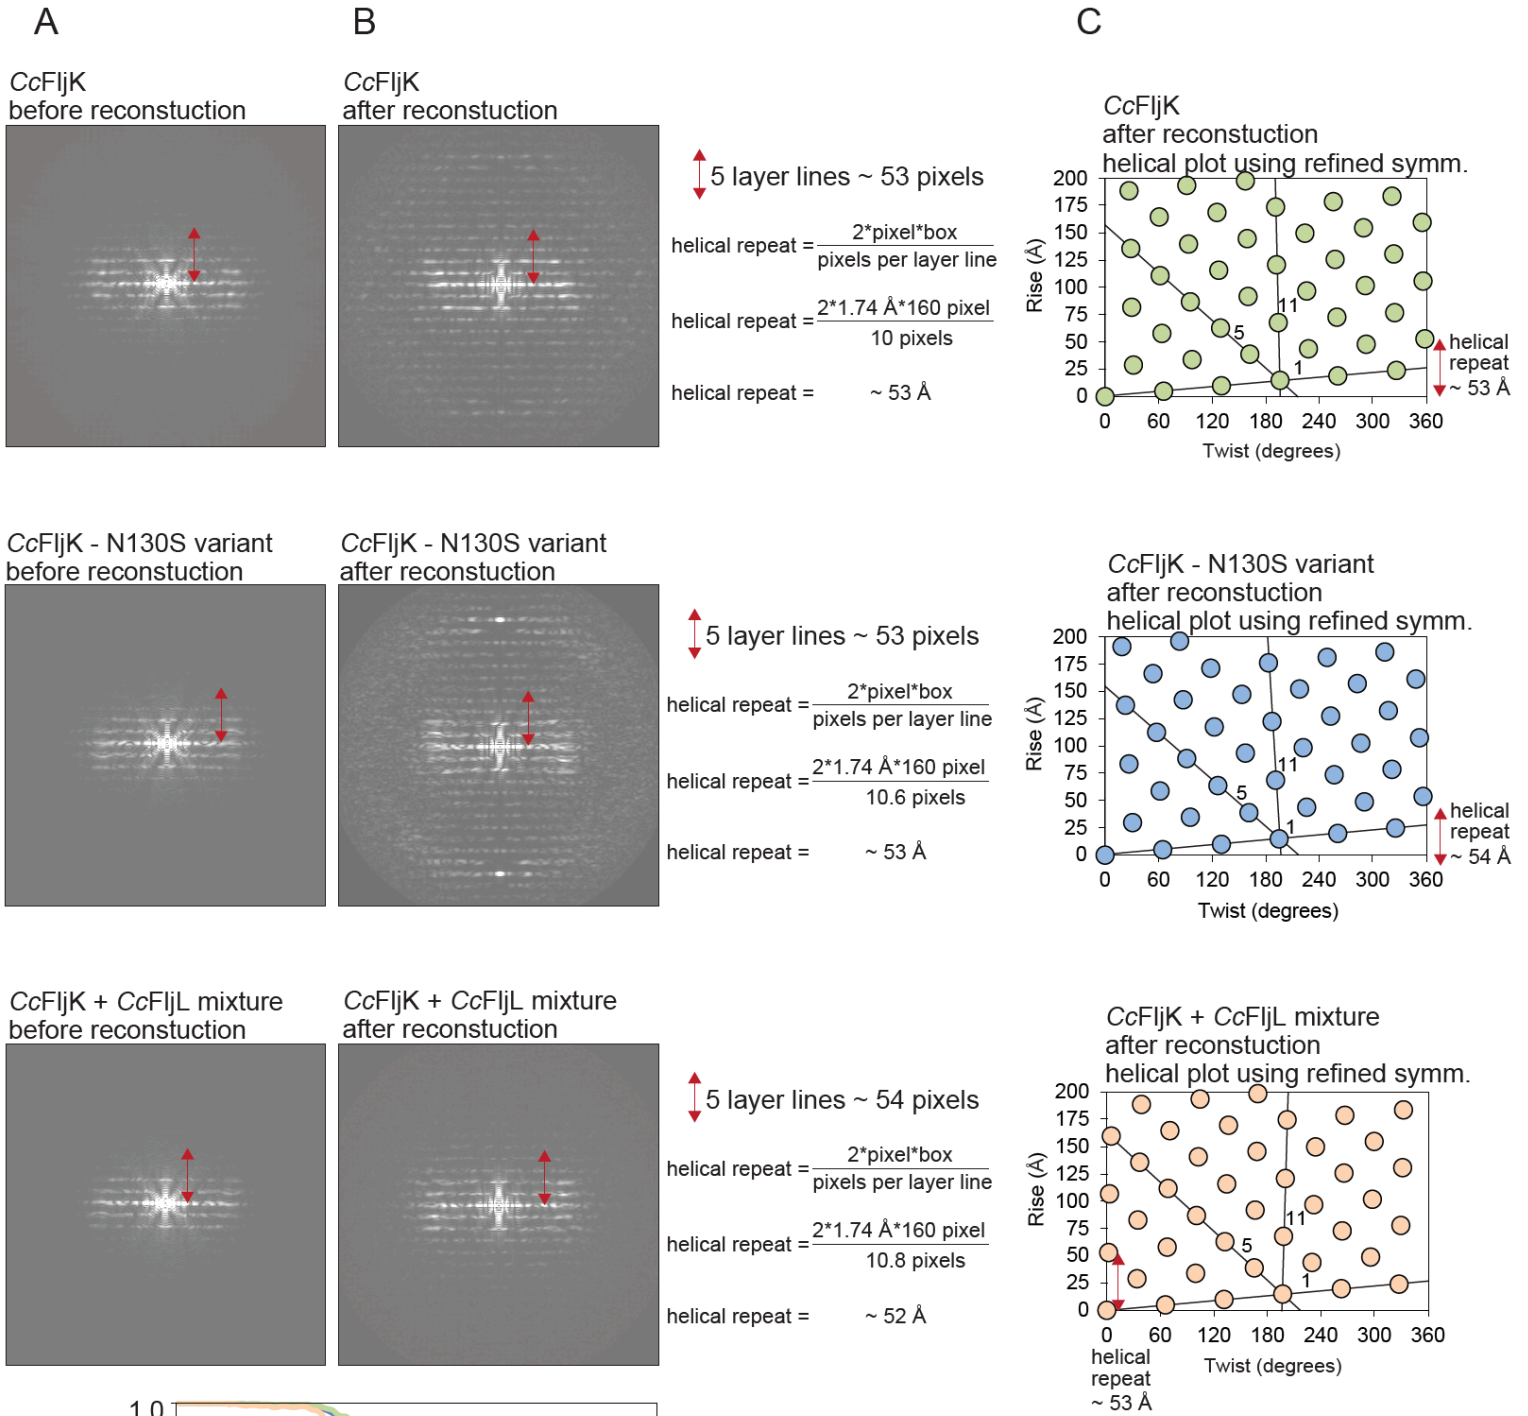 A
B
C
CcFljK
before reconstuction
CcFljK
after reconstuction
5 layer lines ~ 53 pixels
helical repeat = 2*pixel*box
pixels per layer line
helical repeat = 2*1.74 Å*160 pixel
10 pixels
helical repeat = ~ 53 Å
CcFljK
after reconstuction
helical plot using refined symm.
200
175
150
125
100
75
50
25
0
Rise (Å)
11
5
1
helical
repeat
~ 53 Å
0 60 120 180 240 300 360
Twist (degrees)
CcFljK - N130S variant
before reconstuction
CcFljK - N130S variant
after reconstuction
5 layer lines ~ 53 pixels
helical repeat = 2*pixel*box
pixels per layer line
helical repeat = 2*1.74 Å*160 pixel
10.6 pixels
helical repeat = ~ 53 Å
CcFljK - N130S variant
after reconstuction
helical plot using refined symm.
200
175
150
125
100
75
50
25
0
Rise (Å)
11
5
1
helical
repeat
~ 54 Å
0 60 120 180 240 300 360
Twist (degrees)
CcFljK + CcFljL mixture
before reconstuction
CcFljK + CcFljL mixture
after reconstuction
5 layer lines ~ 54 pixels
helical repeat = 2*pixel*box
pixels per layer line
helical repeat = 2*1.74 Å*160 pixel
10.8 pixels
helical repeat = ~ 52 Å
CcFljK + CcFljL mixture
after reconstuction
helical plot using refined symm.
200
175
150
125
100
75
50
25
0
Rise (Å)
11
5
1
0 60 120 180 240 300 360
Twist (degrees)
helical
repeat
~ 53 Å
1.0